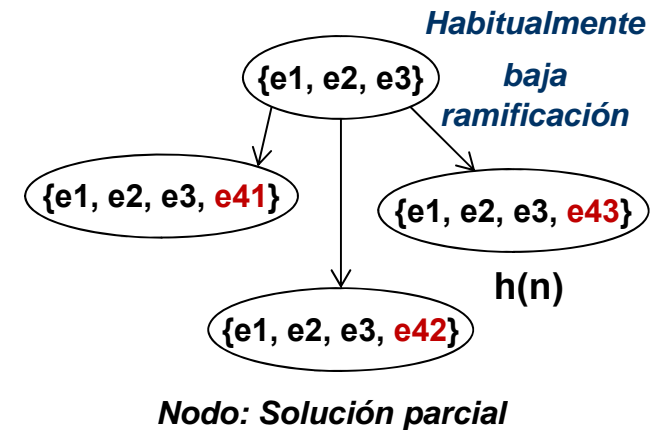 Habitualmente
baja
ramificación
{e1, e2, e3}
{e1, e2, e3, e41}
{e1, e2, e3, e43}
h(n)
{e1, e2, e3, e42}
Nodo: Solución parcial